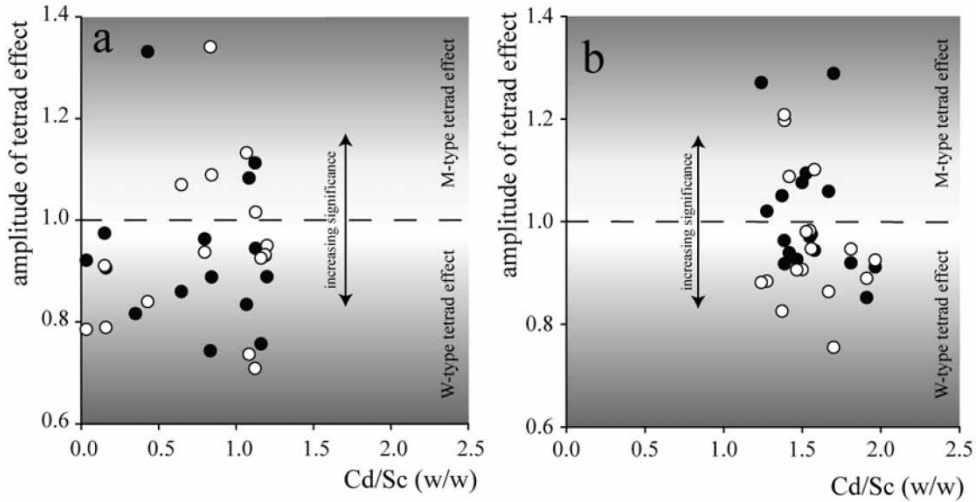 a
amplitude of tetrad effect
1.4
1.2
1.0
0.8
0.6
M-type tetrad effect
increasing significance
W-type tetrad effect
0.0 0.5 1.0 1.5 2.0 2.5
Cd/Sc (w/w)
b
amplitude of tetrad effect
1.4
1.2
1.0
0.8
0.6
M-type tetrad effect
increasing significance
W-type tetrad effect
0.0 0.5 1.0 1.5 2.0 2.5
Cd/Sc (w/w)